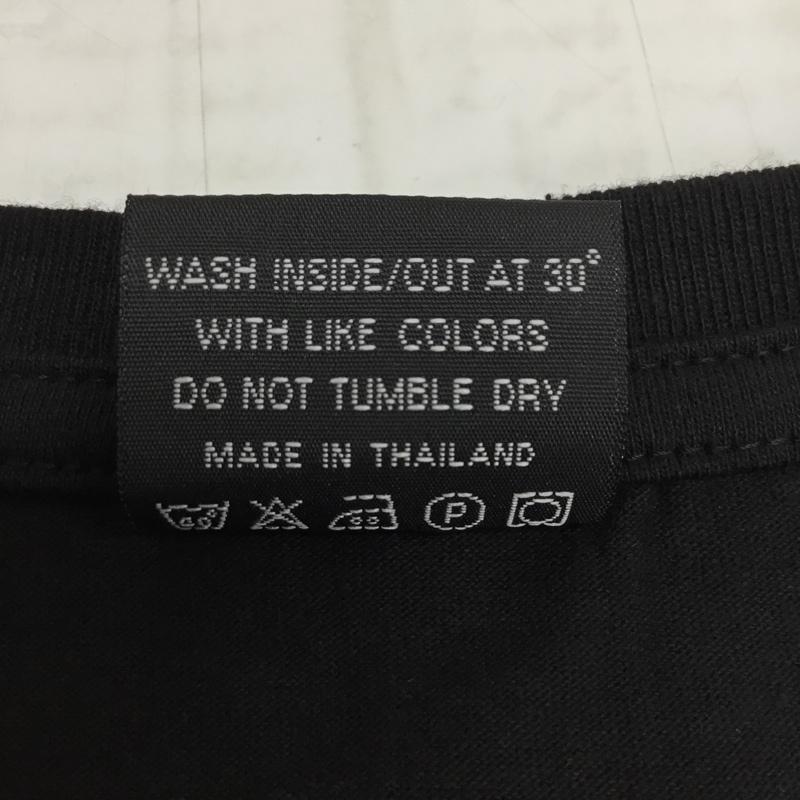 WASH INSIDE/OUT AT 30°
WITH LIKE COLORS
DO NOT TUMBLE DRY
MADE IN THAILAND
P